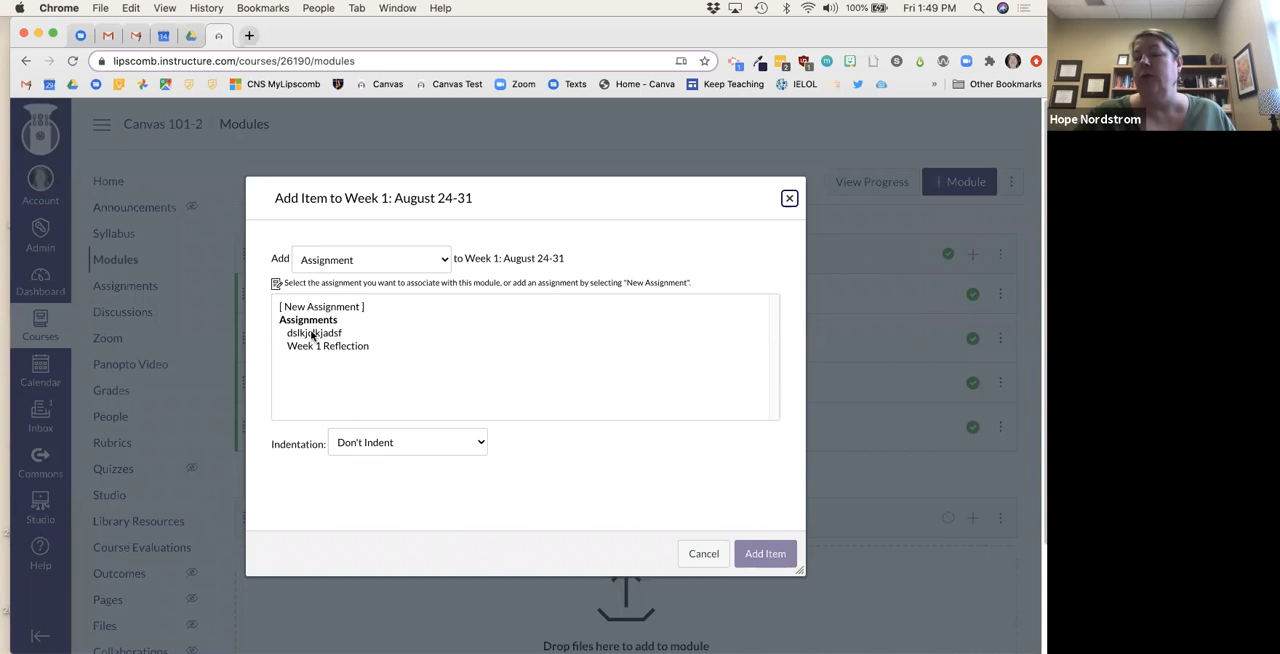 Chrome File Edit View History Bookmarks People Tab Window Help 100% Fri 1:49 PM
lipscomb.instructure.com/courses/26190/modules
CNS MyLipscomb Canvas Canvas Test Zoom Texts Home - Canva Keep Teaching IELOL » Other Bookmarks
Hope Nordstrom
Canvas 101-2 Modules
Account
Admin
Dashboard
Courses
Calendar
1
Inbox
Commons
Studio
Help
Home
Announcements
Syllabus
Modules
Assignments
Discussions
Zoom
Panopto Video
Grades
People
Rubrics
Quizzes
Studio
Library Resources
Course Evaluations
Outcomes
Pages
Files
Collaborations
View Progress Module
Add Item to Week 1: August 24-31
Add Assignment to Week 1: August 24-31
Select the assignment you want to associate with this module, or add an assignment by selecting "New Assignment".
[ New Assignment ]
Assignments
Week 1 Reflection
Indentation: Don't Indent
Cancel Add Item
Drop files here to add to module